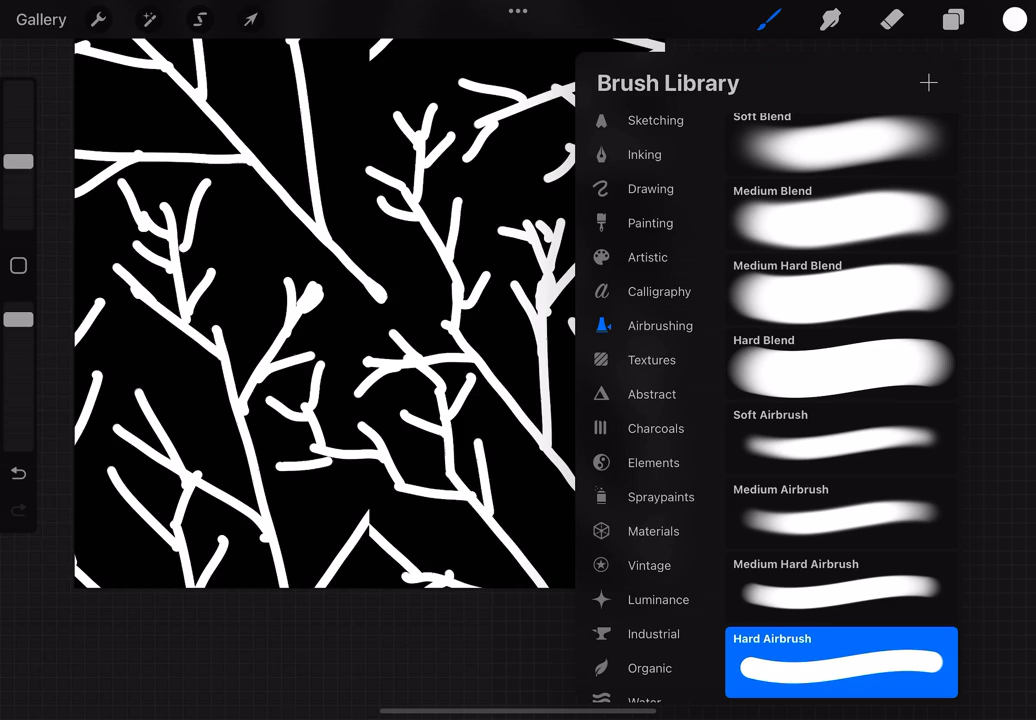 Gallery
Brush Library
Sketching
Inking
Drawing
Painting
Artistic
Calligraphy
Airbrushing
Textures
Abstract
Charcoals
Elements
Spraypaints
Materials
Vintage
Luminance
Industrial
Organic
Water
Soft Blend
Medium Blend
Medium Hard Blend
Hard Blend
Soft Airbrush
Medium Airbrush
Medium Hard Airbrush
Hard Airbrush